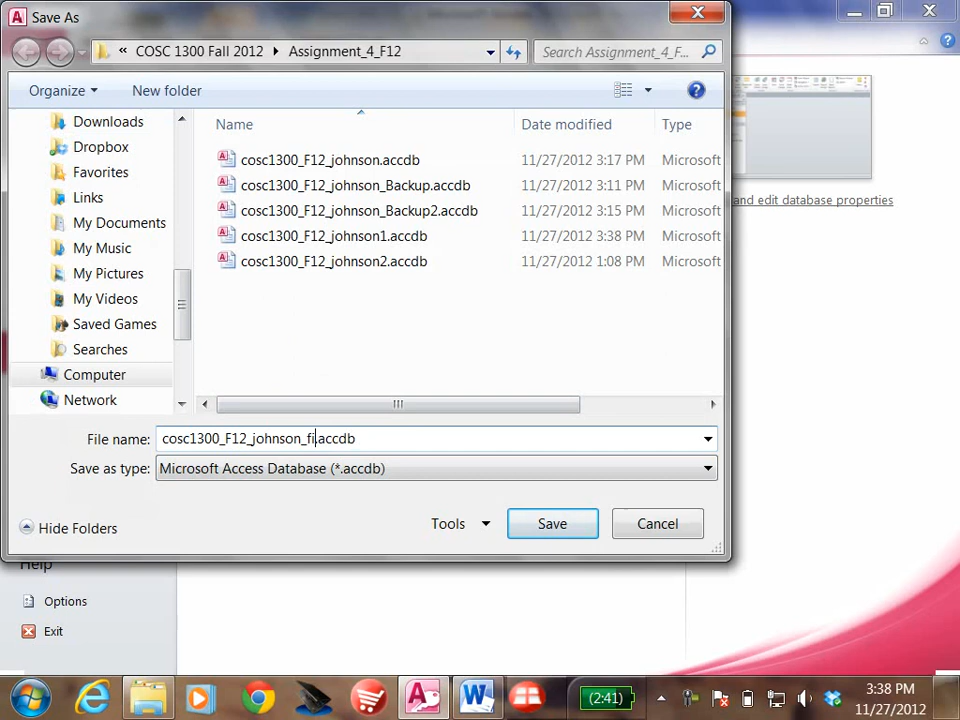 Save As
« COSC 1300 Fall 2012 Assignment_4_F12
Search Assignment_4_F...
Organize
New folder
Name
Date modified
Type
Downloads
Dropbox
Favorites
Links
My Documents
My Music
My Pictures
My Videos
Saved Games
Searches
Computer
Network
cosc1300_F12_johnson.accdb 11/27/2012 3:17 PM Microsoft
cosc1300_F12_johnson_Backup.accdb 11/27/2012 3:11 PM Microsoft
cosc1300_F12_johnson_Backup2.accdb 11/27/2012 3:15 PM Microsoft
cosc1300_F12_johnson1.accdb 11/27/2012 3:38 PM Microsoft
cosc1300_F12_johnson2.accdb 11/27/2012 1:08 PM Microsoft
and edit database properties
File name: cosc1300_F12_johnson_fi.accdb
Save as type: Microsoft Access Database (*.accdb)
Hide Folders
Tools
Save
Cancel
Help
Options
Exit
(2:41)
3:38 PM
11/27/2012